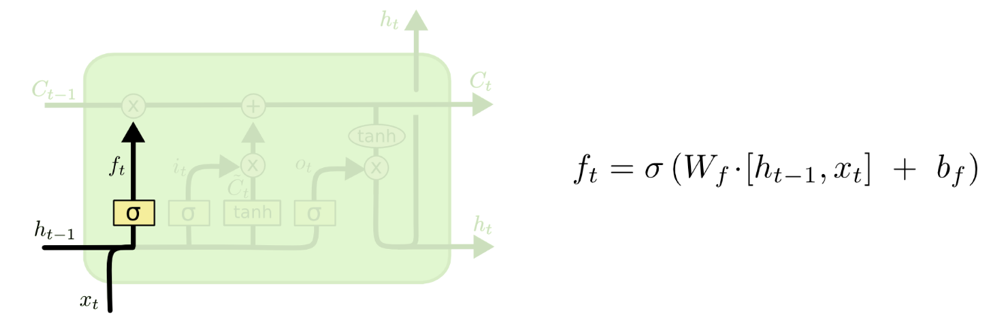 h_t
C_{t-1} × + C_t
tanh
f_t i_t × o_t ×
C̃_t
σ σ tanh σ
h_{t-1} h_t
x_t
f_t = σ (W_f · [h_{t-1}, x_t] + b_f)